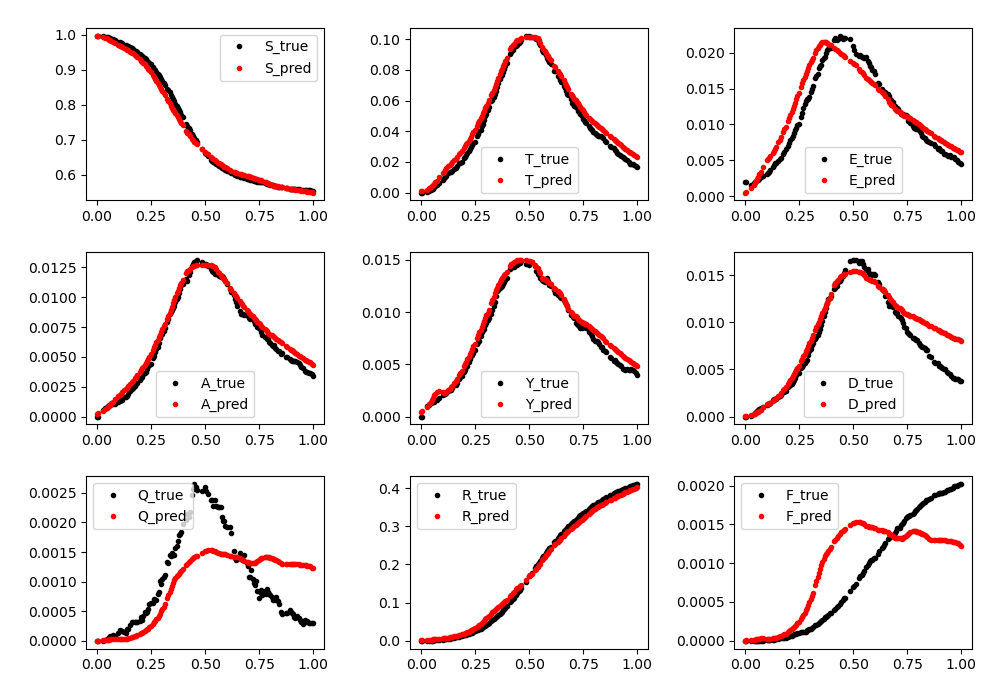 1.0
0.9
0.8
0.7
0.6
S_true
S_pred
0.00 0.25 0.50 0.75 1.00
0.10
0.08
0.06
0.04
0.02
0.00
T_true
T_pred
0.00 0.25 0.50 0.75 1.00
0.020
0.015
0.010
0.005
0.000
E_true
E_pred
0.00 0.25 0.50 0.75 1.00
0.0125
0.0100
0.0075
0.0050
0.0025
0.0000
A_true
A_pred
0.00 0.25 0.50 0.75 1.00
0.015
0.010
0.005
0.000
Y_true
Y_pred
0.00 0.25 0.50 0.75 1.00
0.015
0.010
0.005
0.000
D_true
D_pred
0.00 0.25 0.50 0.75 1.00
0.0025
0.0020
0.0015
0.0010
0.0005
0.0000
Q_true
Q_pred
0.00 0.25 0.50 0.75 1.00
0.4
0.3
0.2
0.1
0.0
R_true
R_pred
0.00 0.25 0.50 0.75 1.00
0.0020
0.0015
0.0010
0.0005
0.0000
F_true
F_pred
0.00 0.25 0.50 0.75 1.00